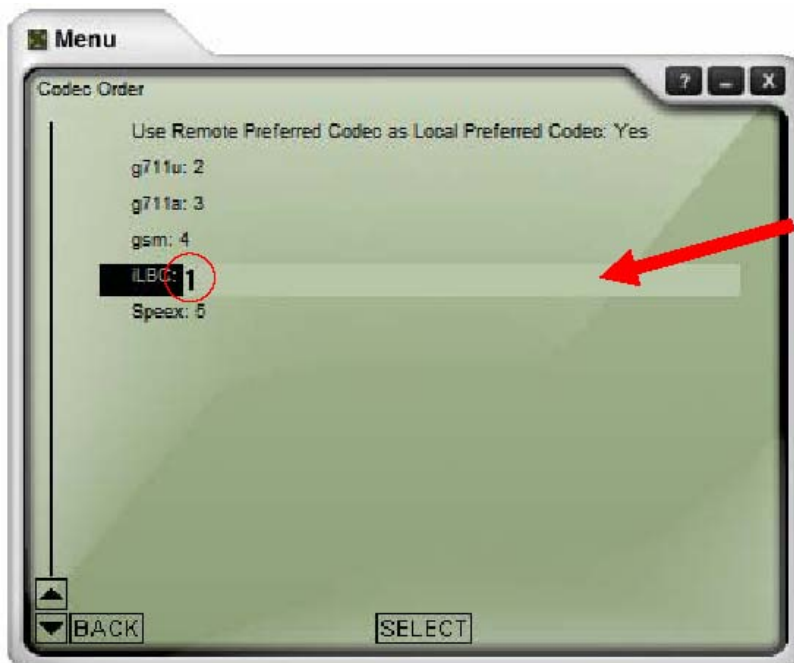 Menu
? - X
Codec Order
Use Remote Preferred Codec as Local Preferred Codec: Yes
g711u: 2
g711a: 3
gsm: 4
iLBC: 1
Speex: 5
BACK SELECT